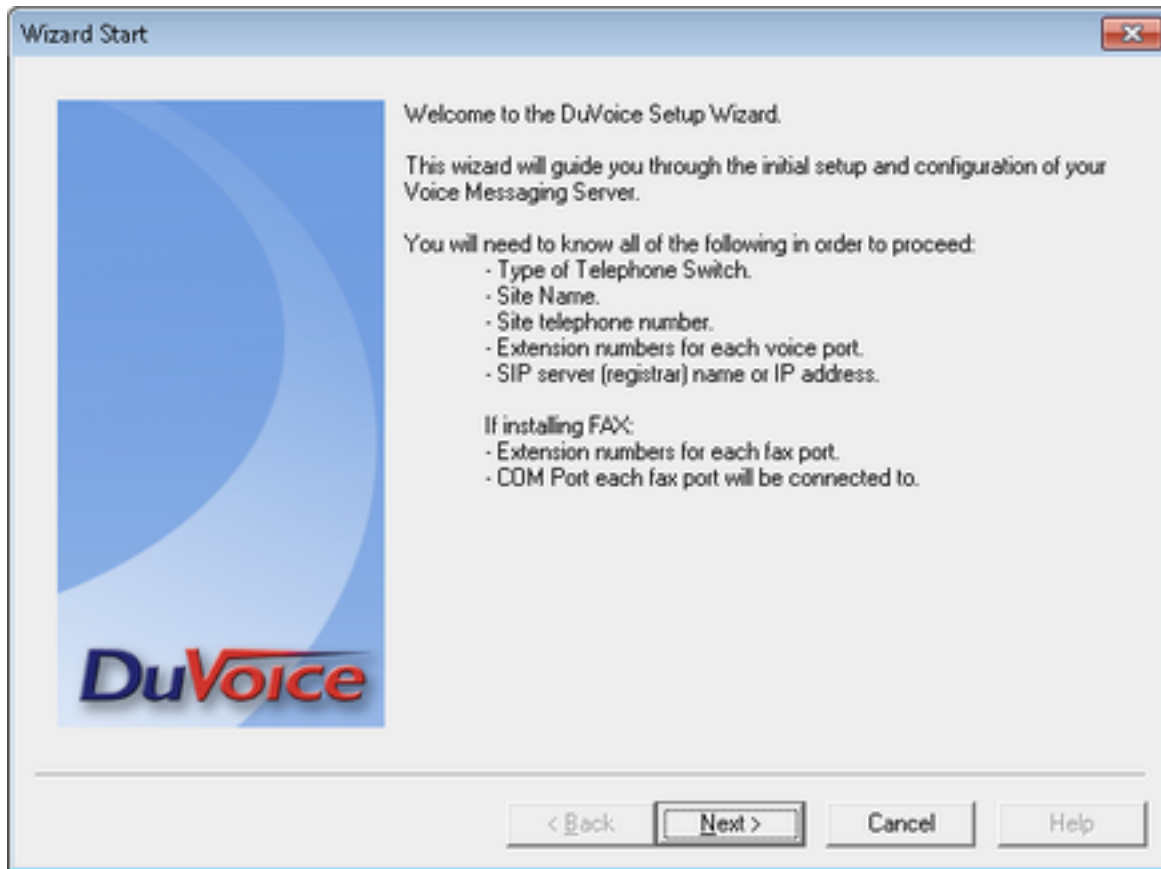 Wizard Start
Welcome to the DuVoice Setup Wizard.
This wizard will guide you through the initial setup and configuration of your
Voice Messaging Server.
You will need to know all of the following in order to proceed:
- Type of Telephone Switch.
- Site Name.
- Site telephone number.
- Extension numbers for each voice port.
- SIP server (registrar) name or IP address.
If installing FAX:
- Extension numbers for each fax port.
- COM Port each fax port will be connected to.
DuVoice
< Back
Next >
Cancel
Help